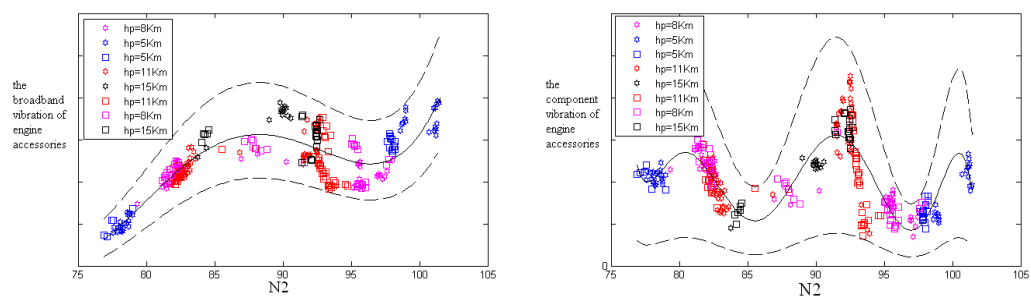 the
broadband
vibration of
engine
accessories
hp=8Km
hp=5Km
hp=5Km
hp=11Km
hp=15Km
hp=11Km
hp=8Km
hp=15Km
75 80 85 90 95 100 105
N2
the
component
vibration of
engine
accessories
hp=8Km
hp=5Km
hp=5Km
hp=11Km
hp=15Km
hp=11Km
hp=8Km
hp=15Km
0
75 80 85 90 95 100 105
N2